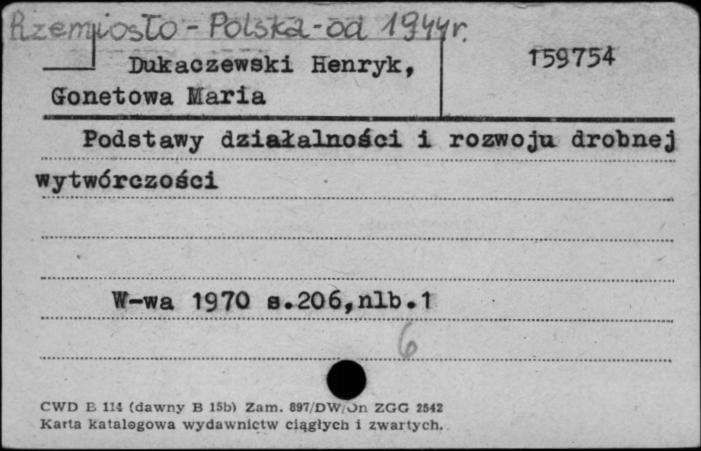 Rzemiosło - Polska - od 1944 r.
Dukaczewski Henryk, 159754
Gonetowa Maria
Podstawy działalności i rozwoju drobnej
wytwórczości
W-wa 1970 s.206,nlb.1
6
CWD B 114 (dawny B 15b) Zam. 897/DW/On ZGG 2542
Karta katalogowa wydawnictw ciągłych i zwartych.